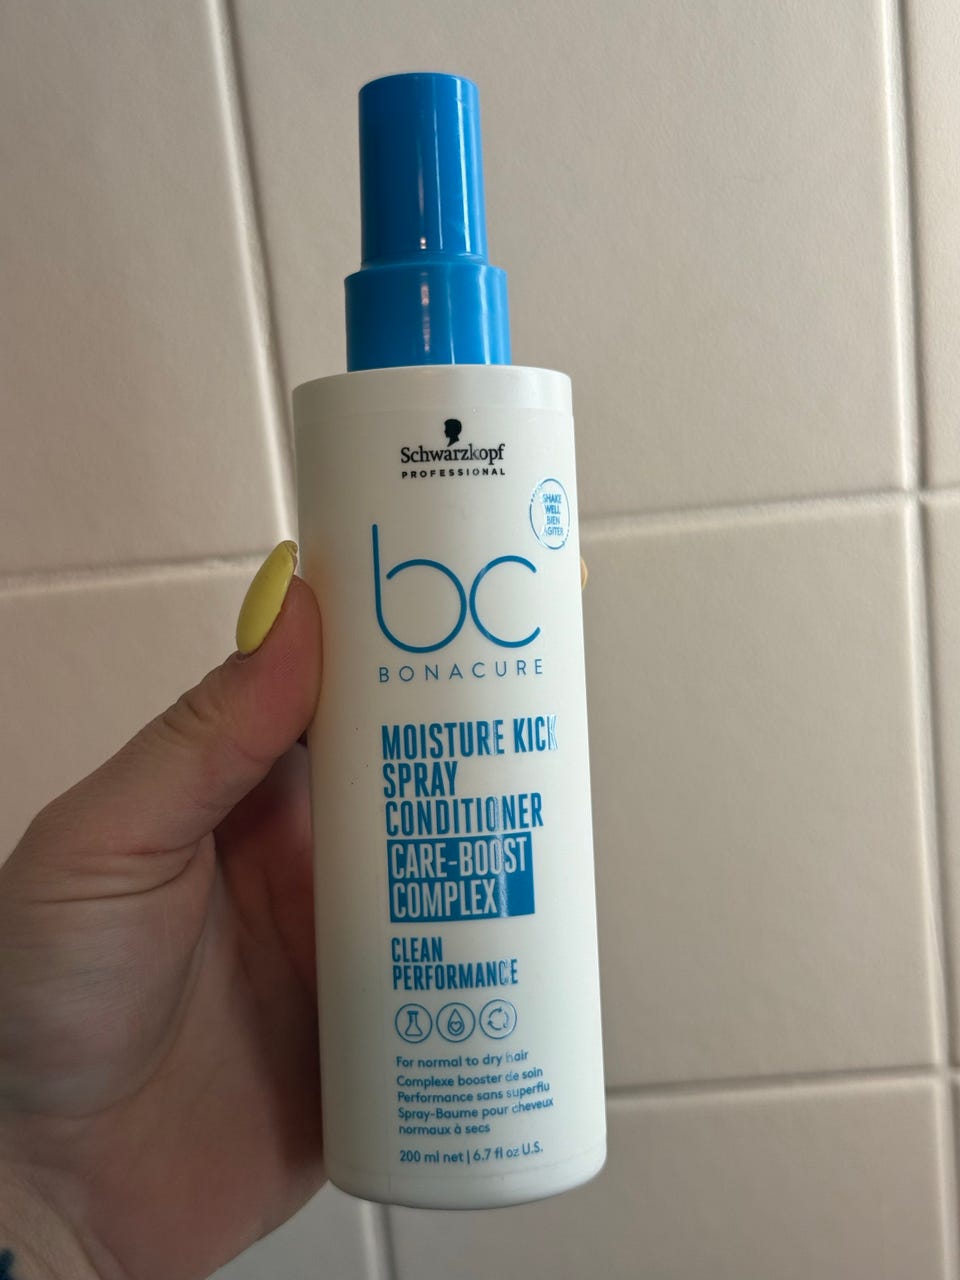 Schwarzkopf
PROFESSIONAL
SHAKE
WELL
BIEN
AGITER
bc
BONACURE
MOISTURE KICK
SPRAY
CONDITIONER
CARE-BOOST
COMPLEX
CLEAN
PERFORMANCE
For normal to dry hair
Complexe booster de soin
Performance sans superflu
Spray-Baume pour cheveux
normaux à secs
200 ml net | 6.7 fl oz U.S.